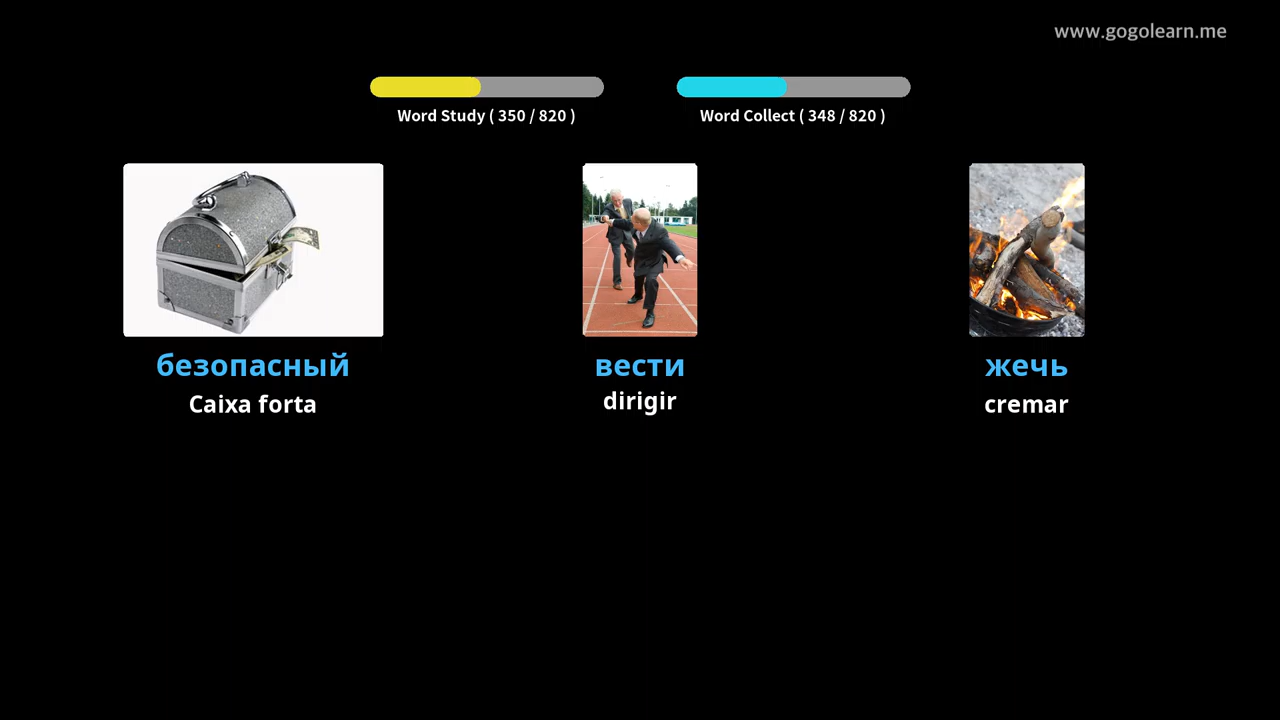 www.gogolearn.me
Word Study ( 350 / 820 )
Word Collect ( 348 / 820 )
безопасный
вести
жечь
Caixa forta
dirigir
cremar